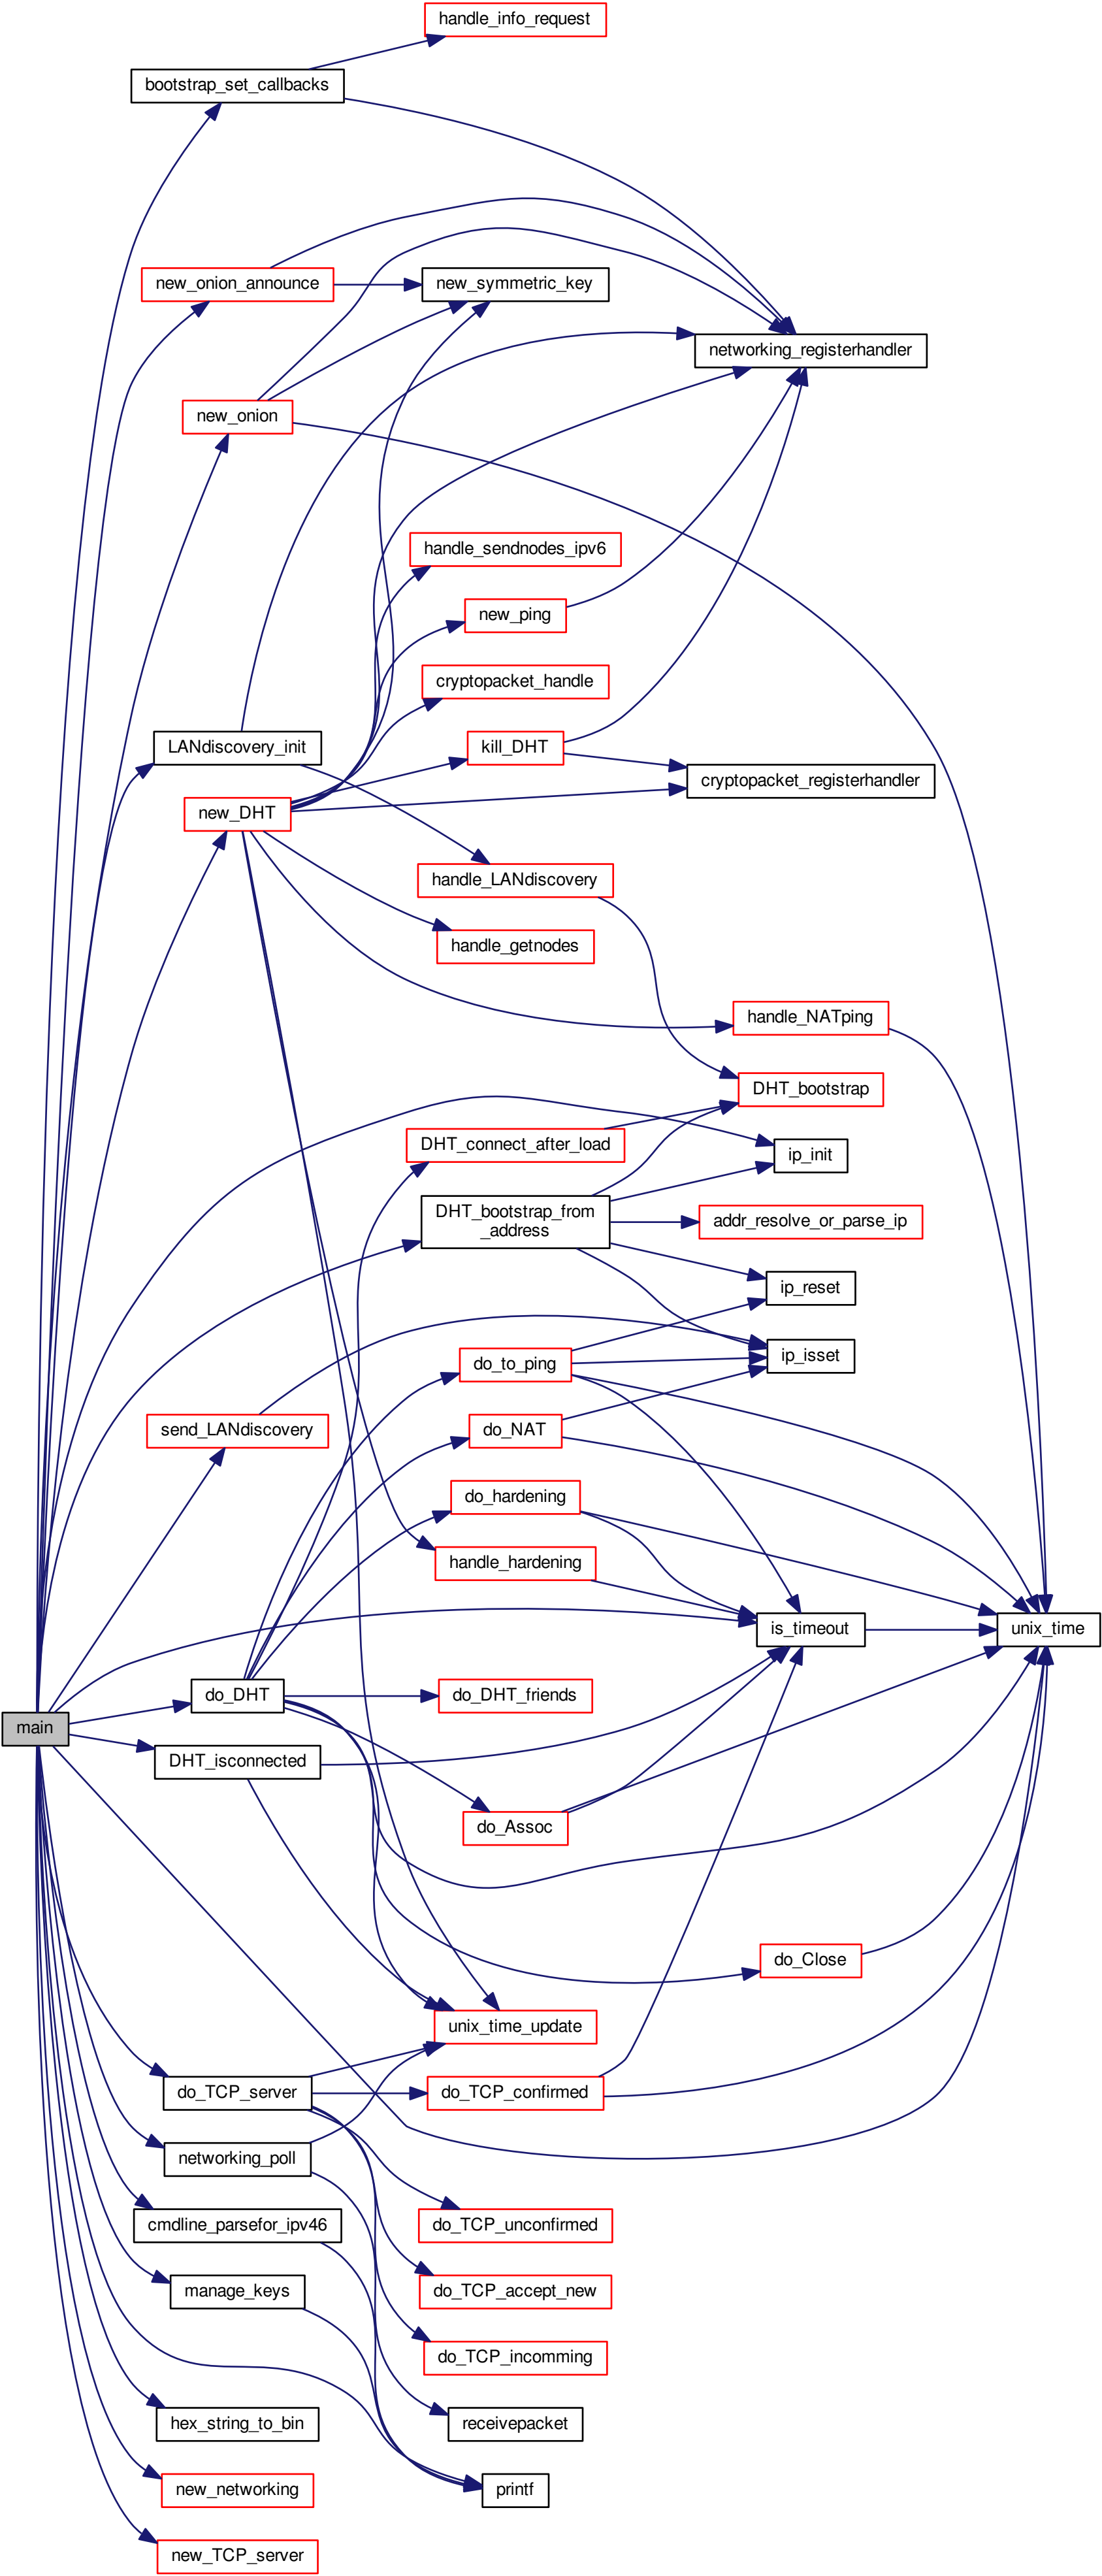 handle_info_request
bootstrap_set_callbacks
new_onion_announce
new_symmetric_key
networking_registerhandler
new_onion
handle_sendnodes_ipv6
new_ping
cryptopacket_handle
LANdiscovery_init
kill_DHT
cryptopacket_registerhandler
new_DHT
handle_LANdiscovery
handle_getnodes
handle_NATping
DHT_bootstrap
DHT_connect_after_load
ip_init
DHT_bootstrap_from
_address
addr_resolve_or_parse_ip
ip_reset
ip_isset
do_to_ping
send_LANdiscovery
do_NAT
do_hardening
handle_hardening
is_timeout
unix_time
do_DHT
do_DHT_friends
main
DHT_isconnected
do_Assoc
do_Close
unix_time_update
do_TCP_server
do_TCP_confirmed
networking_poll
cmdline_parsefor_ipv46
do_TCP_unconfirmed
manage_keys
do_TCP_accept_new
do_TCP_incomming
hex_string_to_bin
receivepacket
new_networking
printf
new_TCP_server